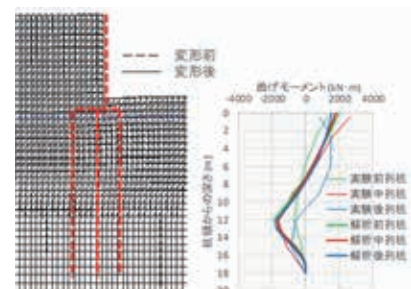 変形前
変形後
曲げモーメント(kN·m)
-4000 -2000 0 2000 4000
0
2
4
6
8
10
12
14
16
18
杭頭からの深さ(m)
実験前列杭
実験中列杭
実験後列杭
解析前列杭
解析中列杭
解析後列杭